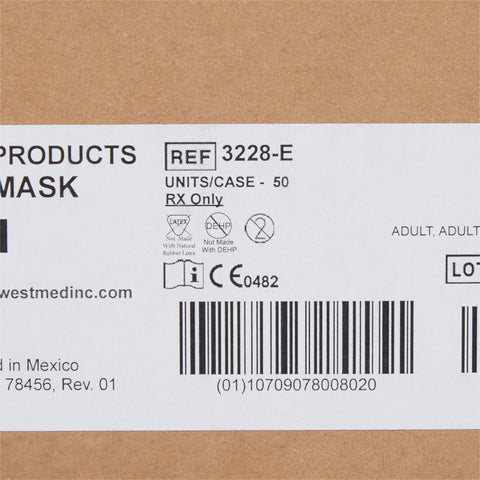 PRODUCTS
MASK
REF 3228-E
UNITS/CASE - 50
RX Only
LATEX
Not Made
With Natural
Rubber Latex
DEHP
Not Made
With DEHP
2
ADULT, ADULT
i
CE0482
LOT
westmedinc.com
d in Mexico
78456, Rev. 01
(01)10709078008020